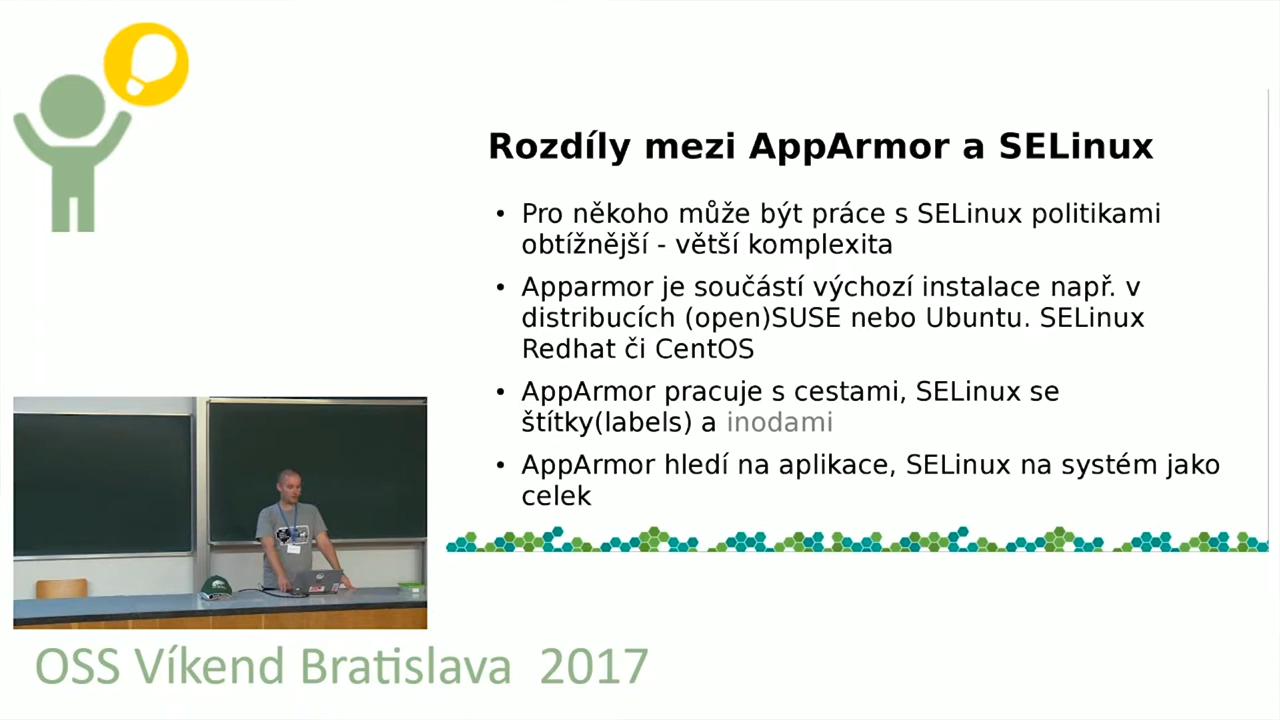 Rozdíly mezi AppArmor a SELinux
• Pro někoho může být práce s SELinux politikami
obtížnější - větší komplexita
• Apparmor je součástí výchozí instalace např. v
distribucích (open)SUSE nebo Ubuntu. SELinux
Redhat či CentOS
• AppArmor pracuje s cestami, SELinux se
štítky(labels) a inodami
• AppArmor hledí na aplikace, SELinux na systém jako
celek
OSS Víkend Bratislava 2017